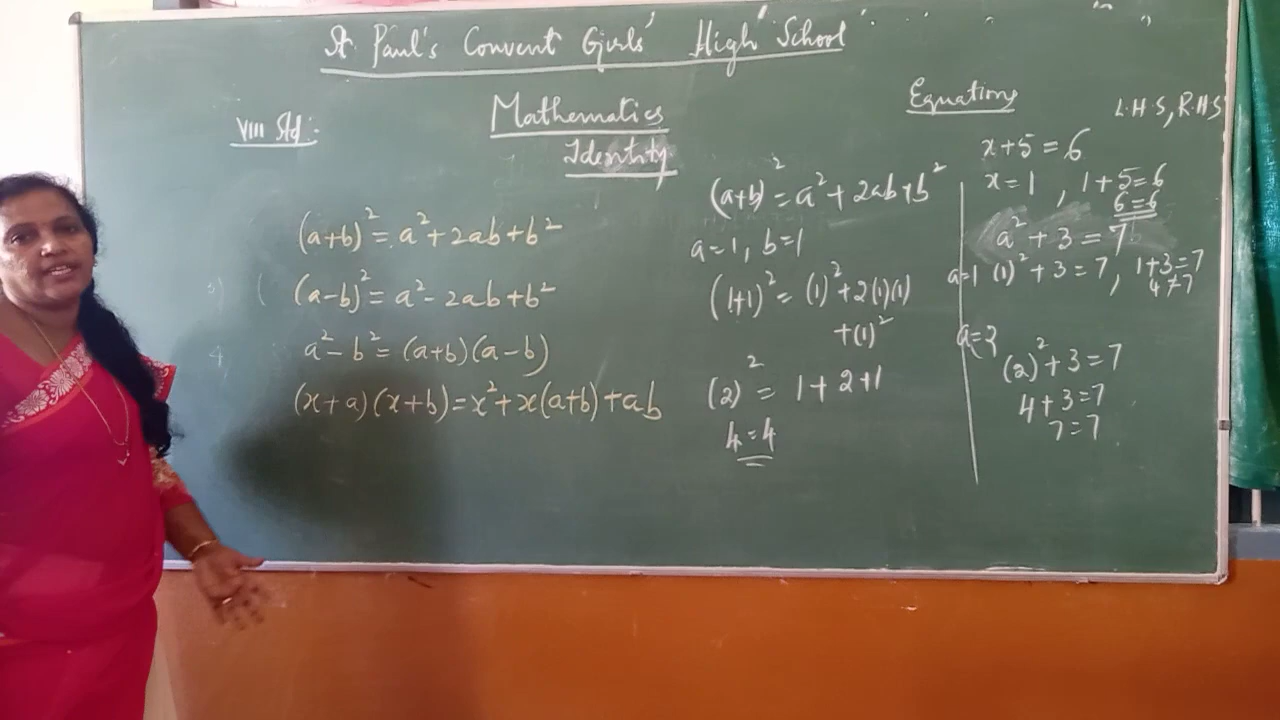 St Paul's Convent Girls' High School
Mathematics
Identity
VIII Std:-
(a+b)² = a² + 2ab + b²
(a-b)² = a² - 2ab + b²
a² - b² = (a+b)(a-b)
(x+a)(x+b) = x² + x(a+b) + ab
(a+b)² = a² + 2ab + b²
a=1, b=1
(1+1)² = (1)² + 2(1)(1)
+(1)²
(2)² = 1 + 2 + 1
4 = 4
Equations
L.H.S, R.H.S
x+5 = 6
x=1, 1+5=6
6=6
a² + 3 = 7
a=1 (1)² + 3 = 7, 1+3=7
4≠7
a=2
(2)² + 3 = 7
4+3=7
7=7